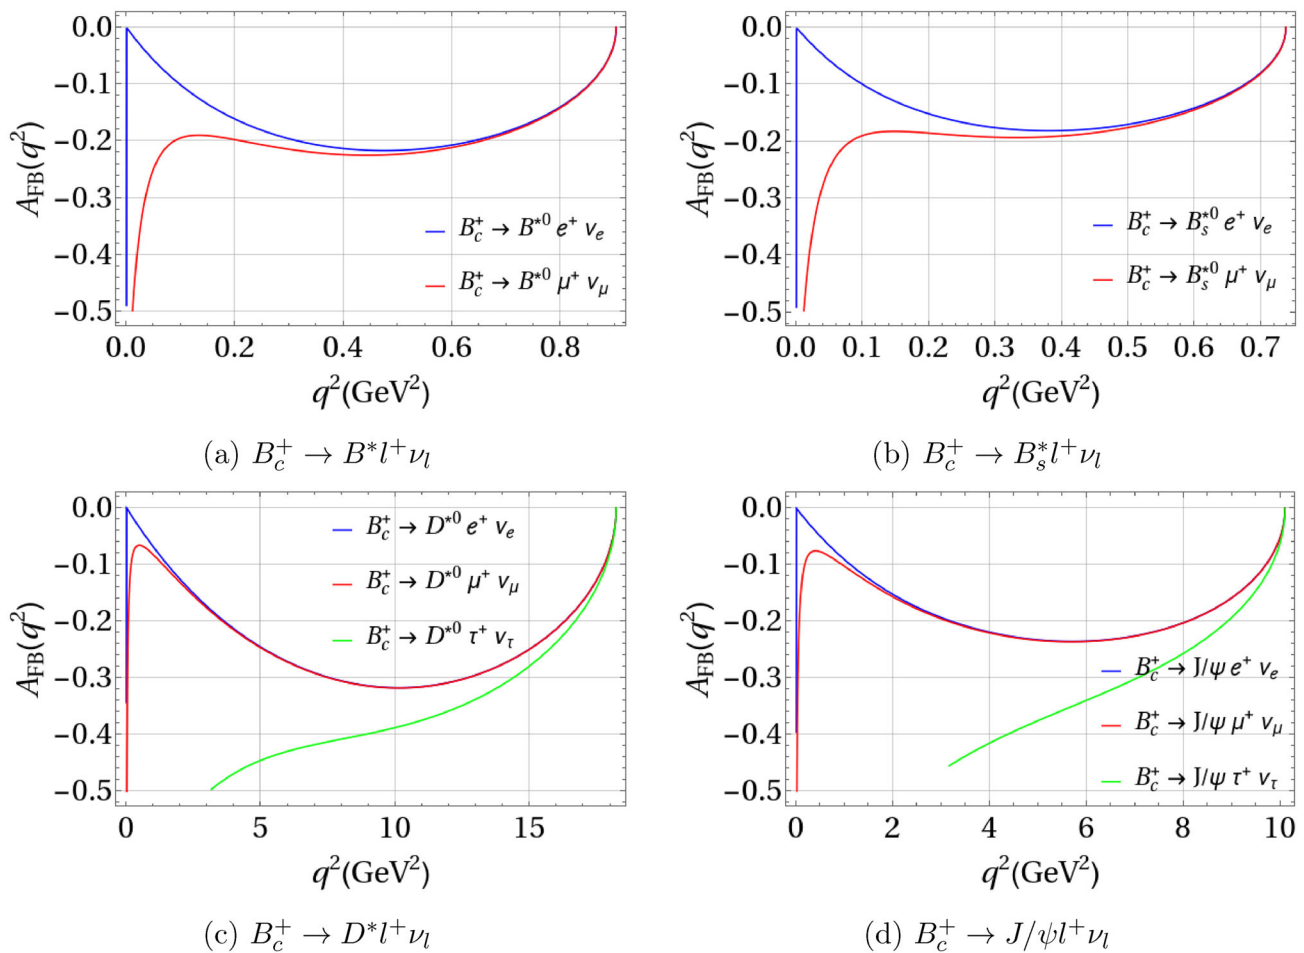 0.0
−0.1
−0.2
−0.3
−0.4
−0.5
A_FB(q²)
B_c^+ → B^{*0} e^+ ν_e
B_c^+ → B^{*0} μ^+ ν_μ
0.0 0.2 0.4 0.6 0.8
q²(GeV²)
(a) B_c^+ → B^*l^+ν_l
0.0
−0.1
−0.2
−0.3
−0.4
−0.5
A_FB(q²)
B_c^+ → B_s^{*0} e^+ ν_e
B_c^+ → B_s^{*0} μ^+ ν_μ
0.0 0.1 0.2 0.3 0.4 0.5 0.6 0.7
q²(GeV²)
(b) B_c^+ → B_s^*l^+ν_l
0.0
−0.1
−0.2
−0.3
−0.4
−0.5
A_FB(q²)
B_c^+ → D^{*0} e^+ ν_e
B_c^+ → D^{*0} μ^+ ν_μ
B_c^+ → D^{*0} τ^+ ν_τ
0 5 10 15
q²(GeV²)
(c) B_c^+ → D^*l^+ν_l
0.0
−0.1
−0.2
−0.3
−0.4
−0.5
A_FB(q²)
B_c^+ → J/ψ e^+ ν_e
B_c^+ → J/ψ μ^+ ν_μ
B_c^+ → J/ψ τ^+ ν_τ
0 2 4 6 8 10
q²(GeV²)
(d) B_c^+ → J/ψl^+ν_l